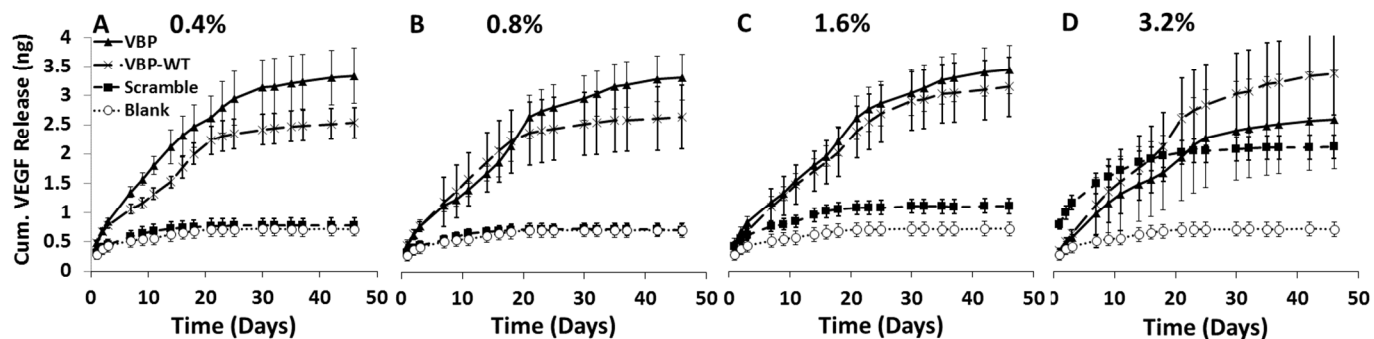 A 0.4% B 0.8% C 1.6% D 3.2%
Cum. VEGF Release (ng)
4
3.5
3
2.5
2
1.5
1
0.5
0
VBP
VBP-WT
Scramble
Blank
0 10 20 30 40 50 0 10 20 30 40 50 0 10 20 30 40 50 0 10 20 30 40 50
Time (Days) Time (Days) Time (Days) Time (Days)